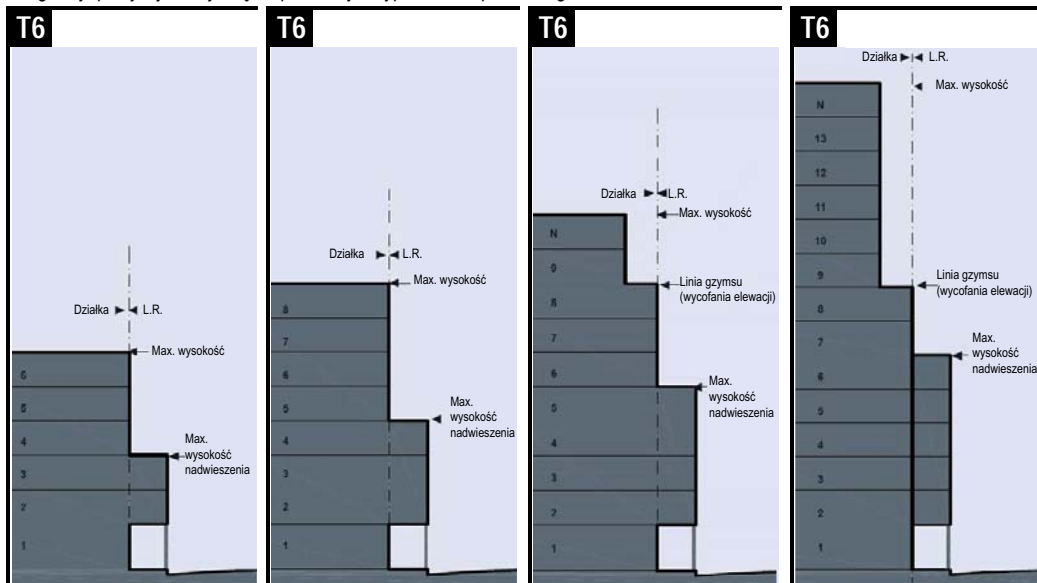 T6
Działka
L.R.
Max. wysokość
Max.
wysokość
nadwieszenia
6
5
4
3
2
1
T6
Działka
L.R.
Max. wysokość
Max.
wysokość
nadwieszenia
8
7
6
5
4
3
2
1
T6
Działka
L.R.
Max. wysokość
Linia gzymsu
(wycofania elewacji)
Max.
wysokość
nadwieszenia
N
9
8
7
6
5
4
3
2
1
T6
Działka
L.R.
Max. wysokość
Linia gzymsu
(wycofania elewacji)
Max.
wysokość
nadwieszenia
N
13
12
11
10
9
8
7
6
5
4
3
2
1